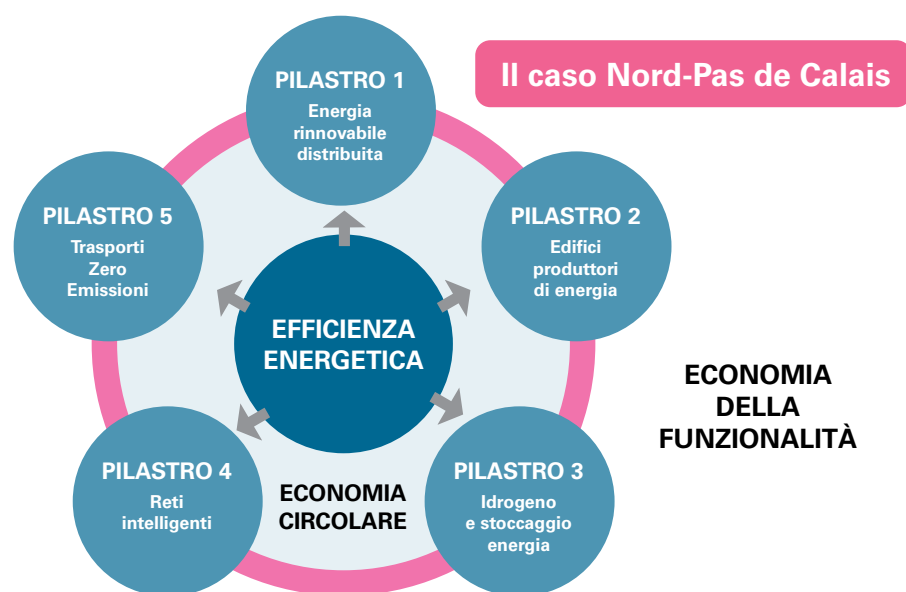 Il caso Nord-Pas de Calais
PILASTRO 1
Energia
rinnovabile
distribuita
PILASTRO 2
Edifici
produttori
di energia
PILASTRO 3
Idrogeno
e stoccaggio
energia
PILASTRO 4
Reti
intelligenti
PILASTRO 5
Trasporti
Zero
Emissioni
EFFICIENZA
ENERGETICA
ECONOMIA
CIRCOLARE
ECONOMIA
DELLA
FUNZIONALITÀ